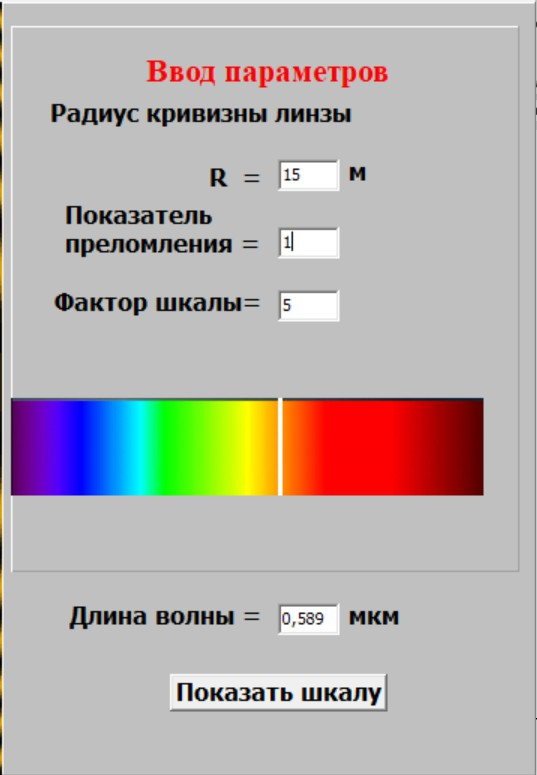 Ввод параметров
Радиус кривизны линзы
R = 15 м
Показатель
преломления = 1
Фактор шкалы= 5
Длина волны = 0,589 мкм
Показать шкалу